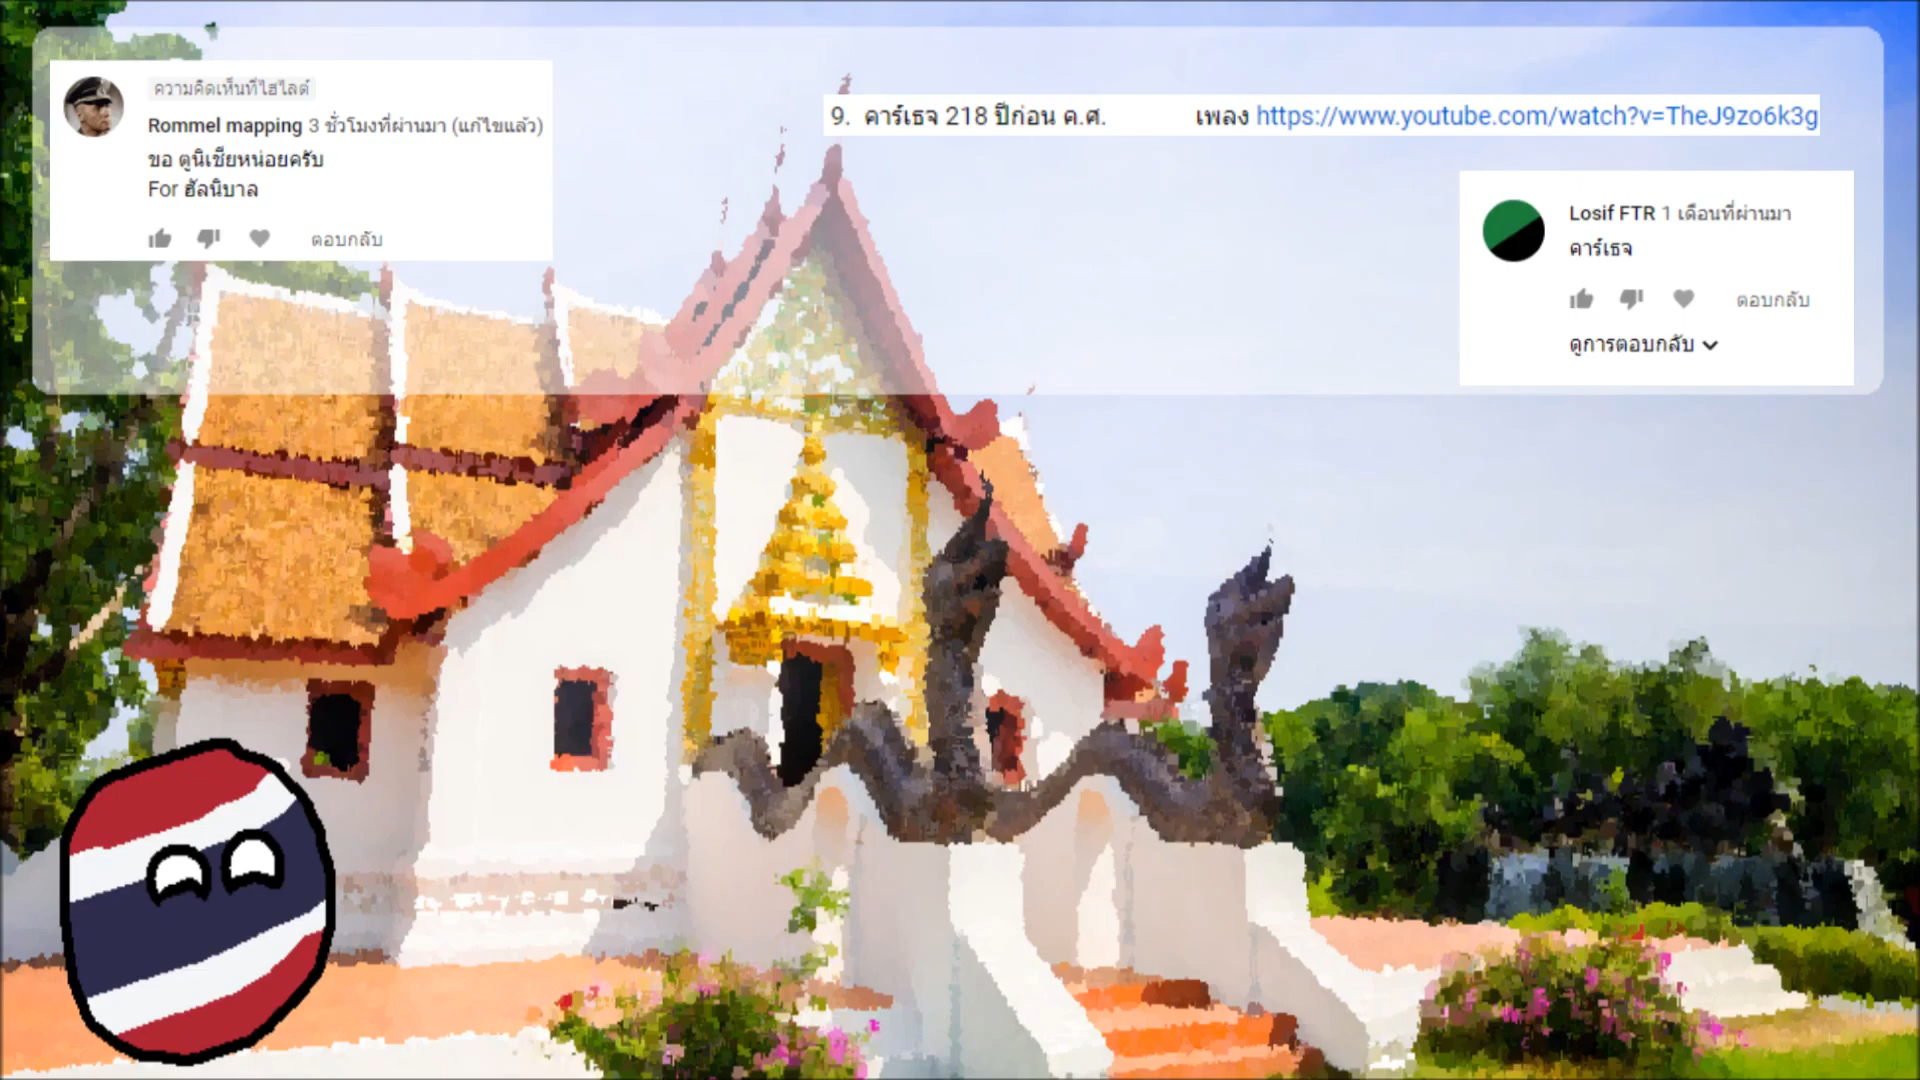 ความคิดเห็นที่ไฮไลต์
Rommel mapping 3 ชั่วโมงที่ผ่านมา (แก้ไขแล้ว)
ขอ ตูนิเชียหน่อยครับ
For ฮัลนิบาล
ตอบกลับ
9. คาร์เธจ 218 ปีก่อน ค.ศ. เพลง https://www.youtube.com/watch?v=TheJ9zo6k3g
Losif FTR 1 เดือนที่ผ่านมา
คาร์เธจ
ตอบกลับ
ดูการตอบกลับ